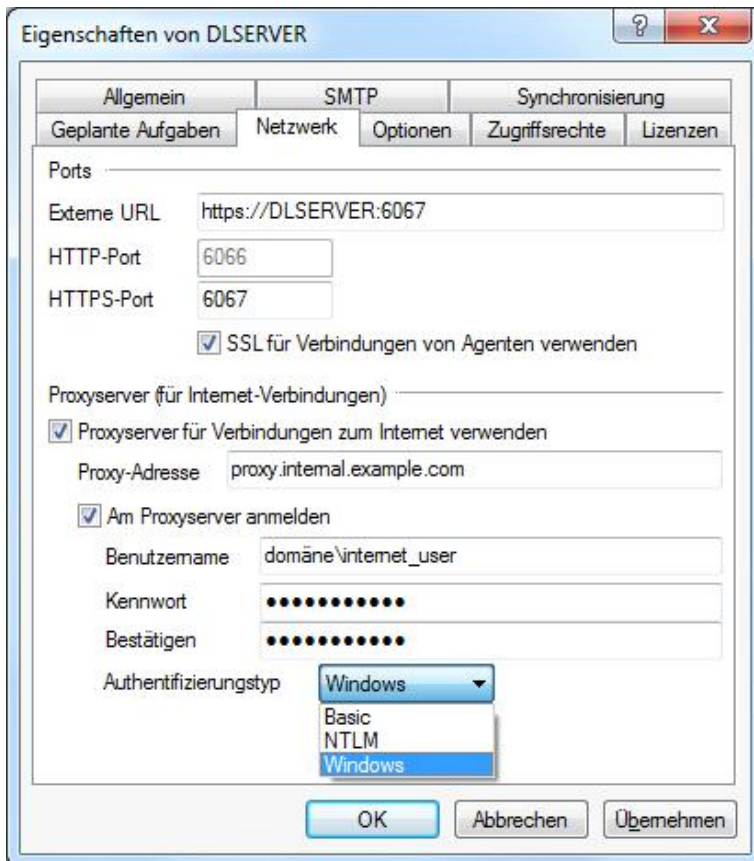 Eigenschaften von DLSERVER
Allgemein SMTP Synchronisierung
Geplante Aufgaben Netzwerk Optionen Zugriffsrechte Lizenzen
Ports
Externe URL https://DLSERVER:6067
HTTP-Port 6066
HTTPS-Port 6067
SSL für Verbindungen von Agenten verwenden
Proxyserver (für Internet-Verbindungen)
Proxyserver für Verbindungen zum Internet verwenden
Proxy-Adresse proxy.internal.example.com
Am Proxyserver anmelden
Benutzername domäne\internet_user
Kennwort ●●●●●●●●●●●
Bestätigen ●●●●●●●●●●●
Authentifizierungstyp Windows
Basic
NTLM
Windows
OK Abbrechen Übernehmen